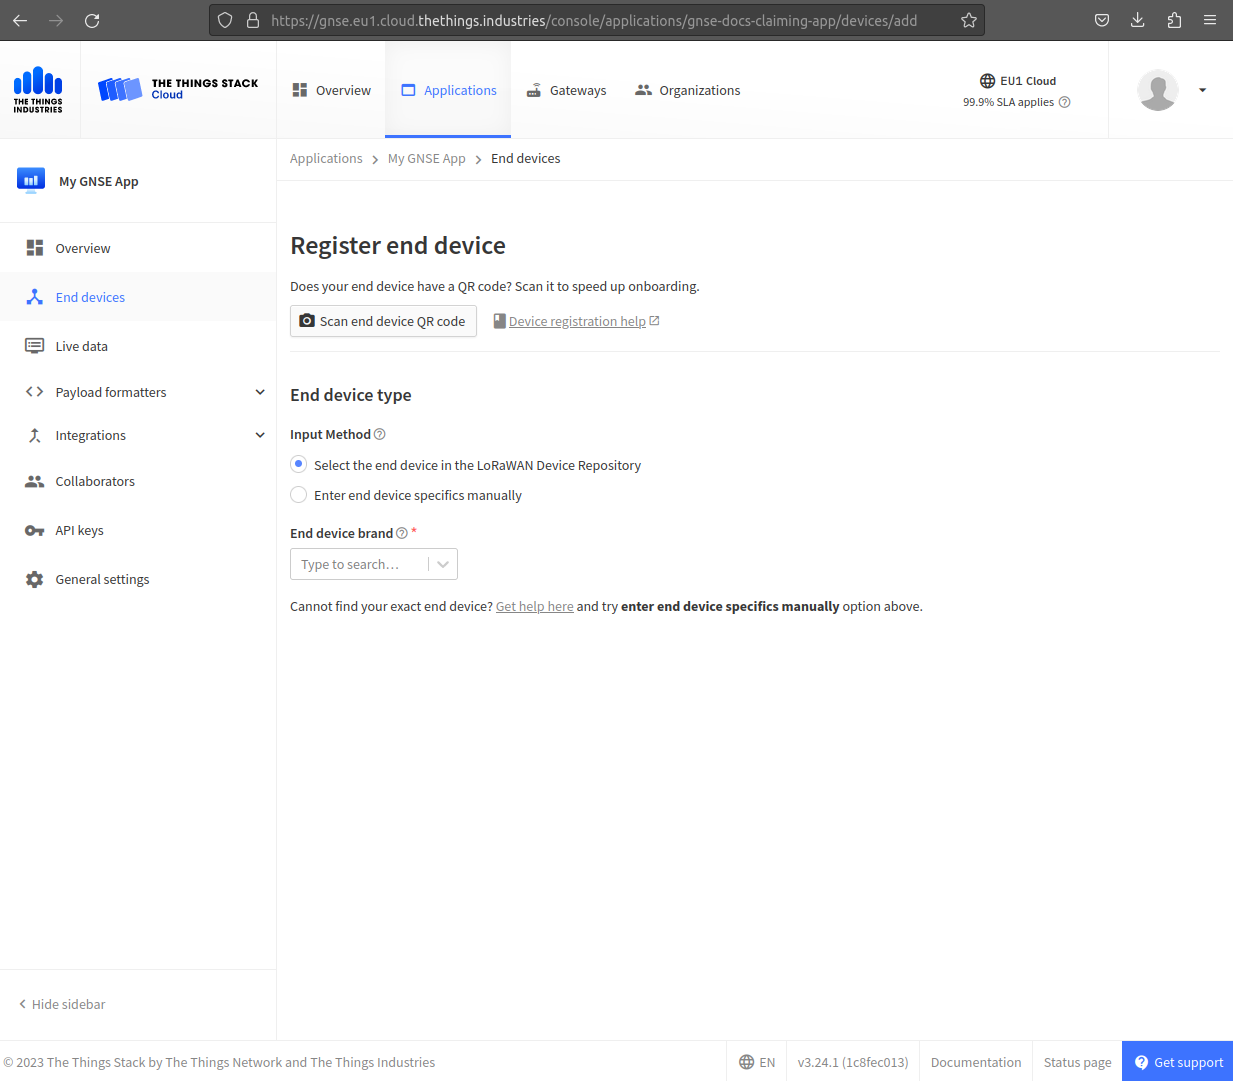 https://gnse.eu1.cloud.thethings.industries/console/applications/gnse-docs-claiming-app/devices/add
THE THINGS INDUSTRIES
THE THINGS STACK
Cloud
Overview
Applications
Gateways
Organizations
EU1 Cloud
99.9% SLA applies
My GNSE App
Applications > My GNSE App > End devices
Overview
End devices
Live data
Payload formatters
Integrations
Collaborators
API keys
General settings
Hide sidebar
Register end device
Does your end device have a QR code? Scan it to speed up onboarding.
Scan end device QR code
Device registration help
End device type
Input Method
Select the end device in the LoRaWAN Device Repository
Enter end device specifics manually
End device brand *
Type to search…
Cannot find your exact end device? Get help here and try enter end device specifics manually option above.
© 2023 The Things Stack by The Things Network and The Things Industries
EN
v3.24.1 (1c8fec013)
Documentation
Status page
Get support